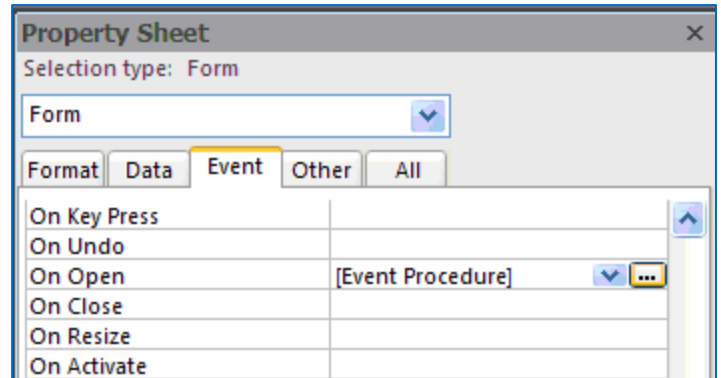 Property Sheet
Selection type: Form
Form
Format Data Event Other All
On Key Press
On Undo
On Open [Event Procedure] ...
On Close
On Resize
On Activate